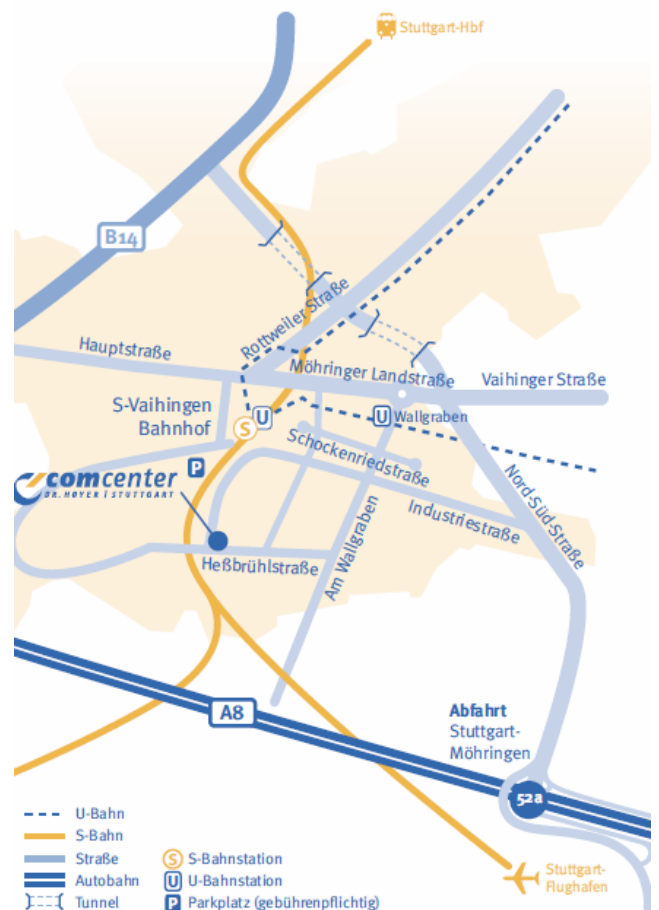 Stuttgart-Hbf
B14
Rottweiler Straße
Hauptstraße
Möhringer Landstraße
Vaihinger Straße
S-Vaihingen
Bahnhof
U
S
U Wallgraben
Schockenriedstraße
P
comcenter
DR. HØYER | STUTTGART
Nord-Süd-Straße
Industriestraße
Heßbrühlstraße
Am Wallgraben
A8
Abfahrt
Stuttgart-
Möhringen
52a
U-Bahn
S-Bahn
Straße
Autobahn
Tunnel
S S-Bahnstation
U U-Bahnstation
P Parkplatz (gebührenpflichtig)
Stuttgart-
Flughafen